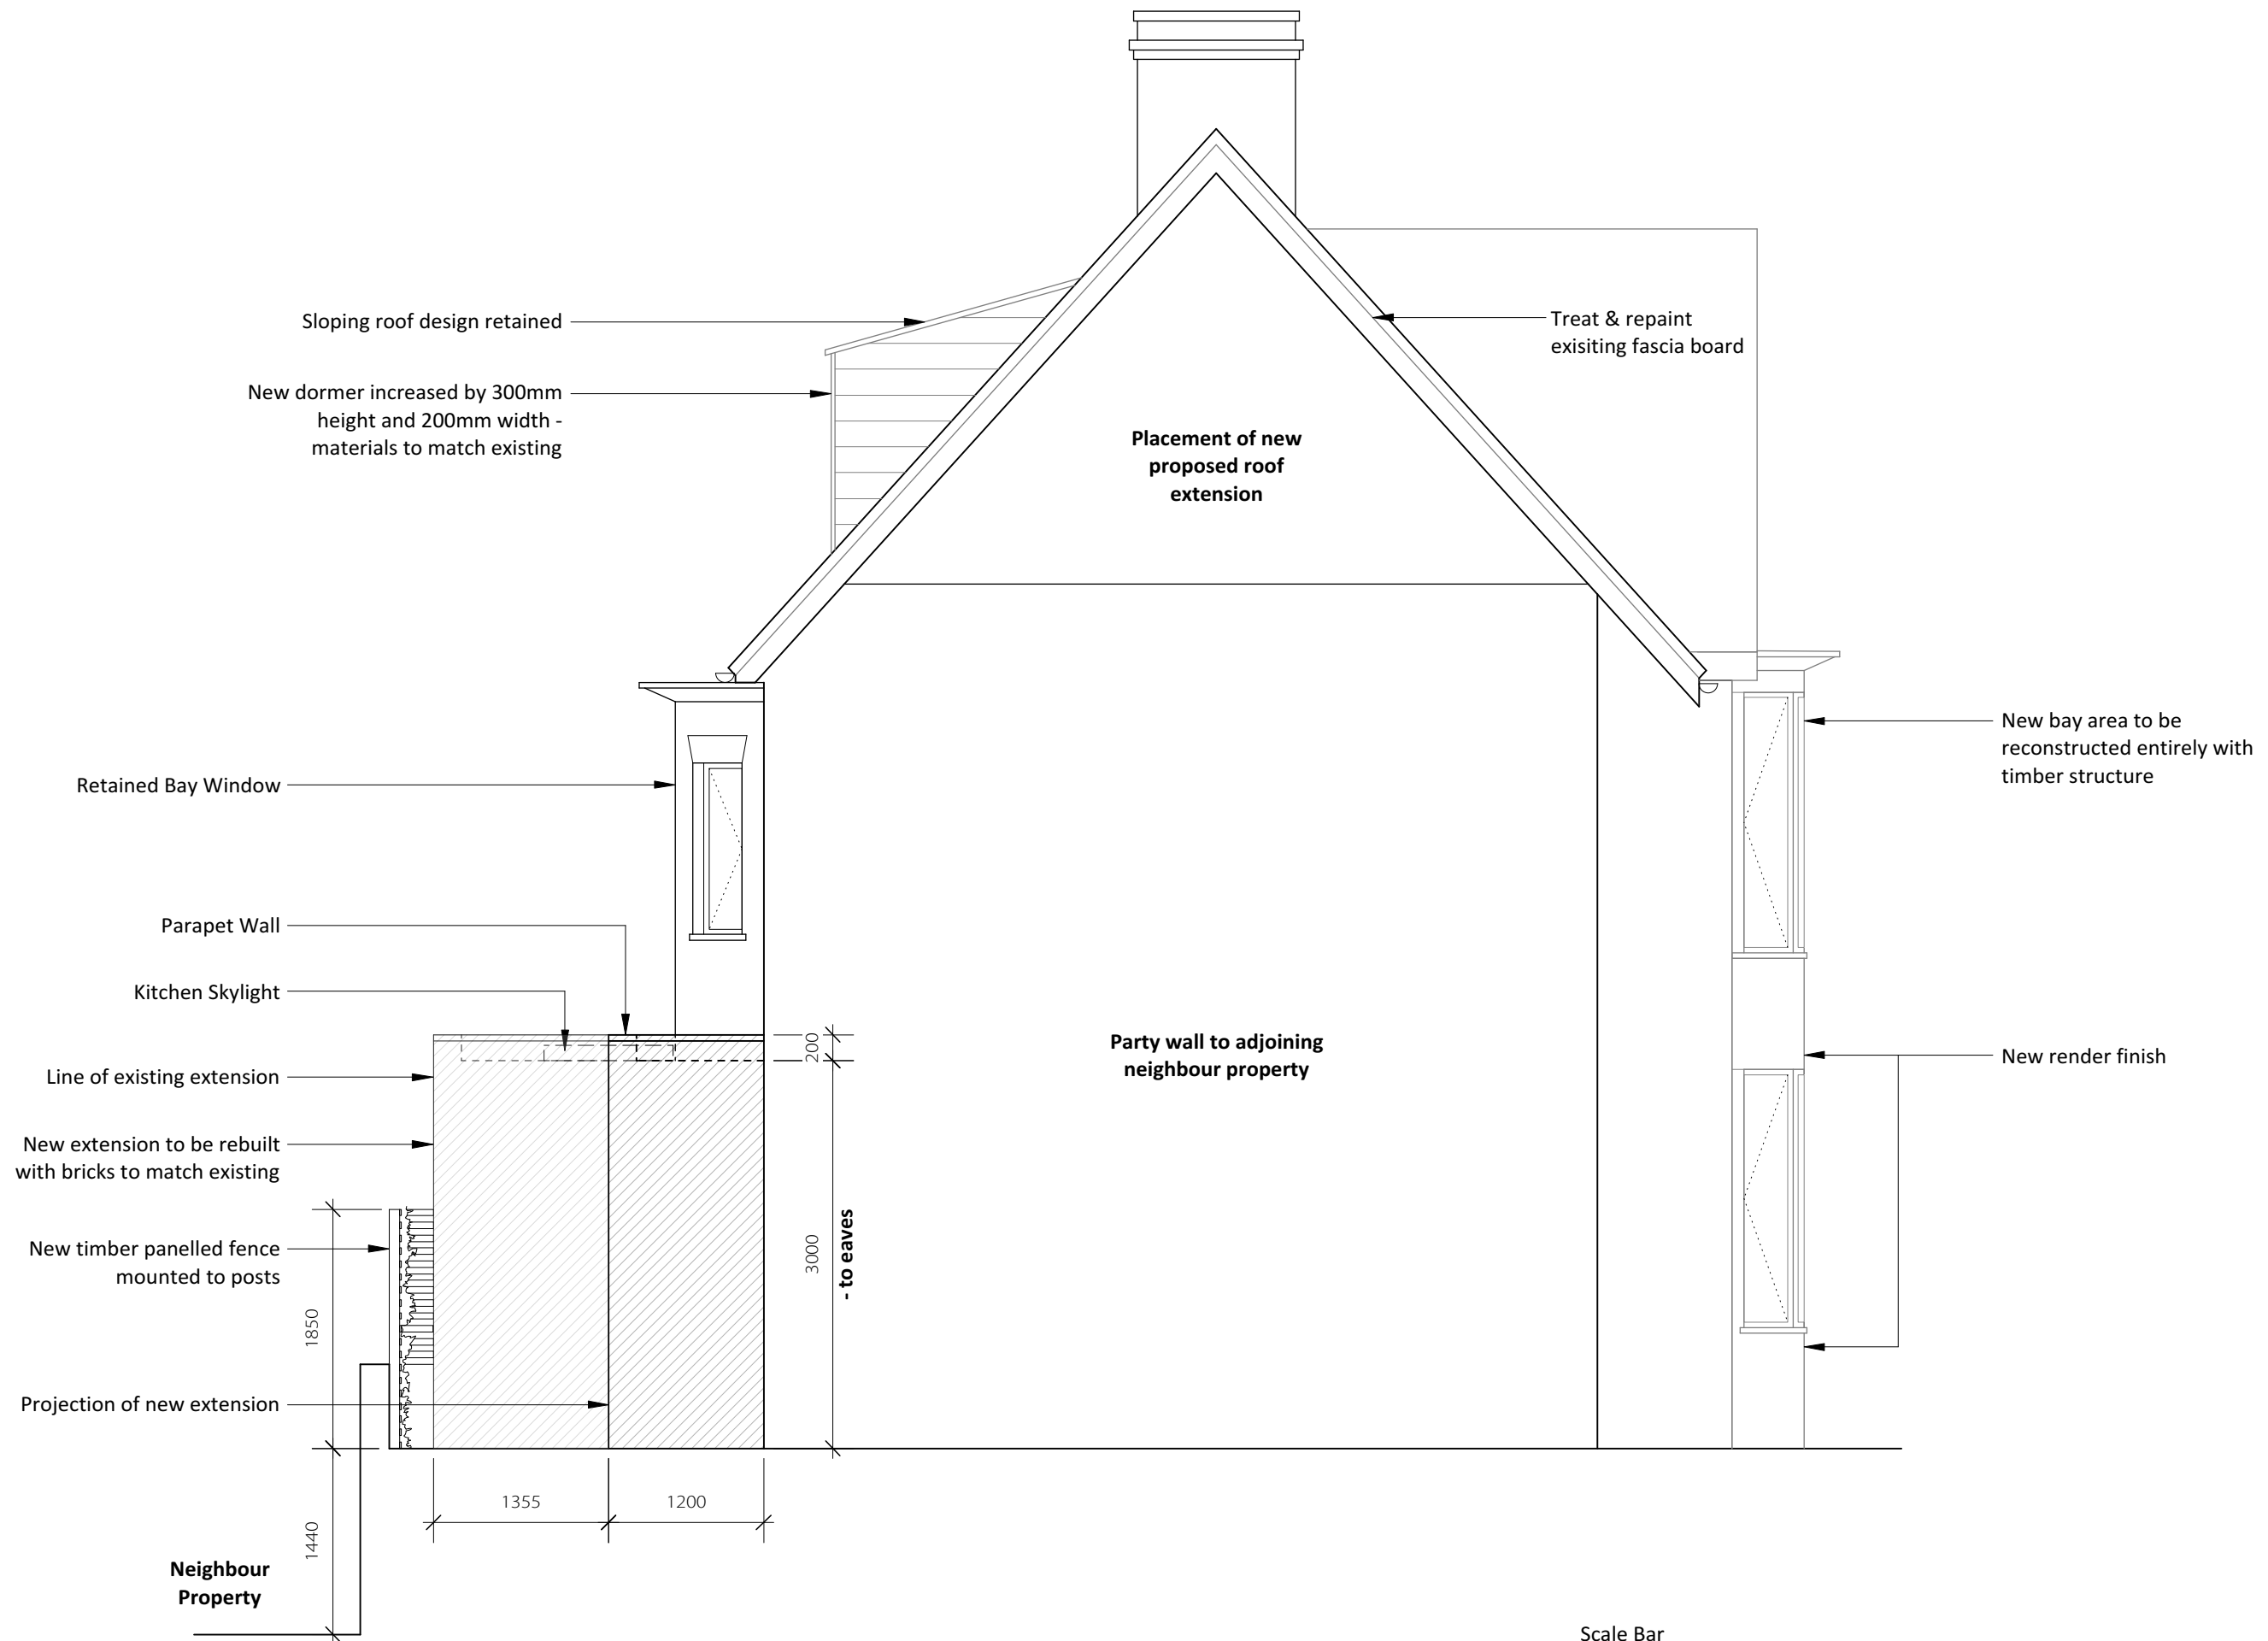 Sloping roof design retained
New dormer increased by 300mm
height and 200mm width -
materials to match existing
Treat & repaint
exisiting fascia board
Placement of new
proposed roof
extension
Retained Bay Window
New bay area to be
reconstructed entirely with
timber structure
Parapet Wall
Kitchen Skylight
200
Party wall to adjoining
neighbour property
New render finish
Line of existing extension
New extension to be rebuilt
with bricks to match existing
3000
- to eaves
New timber panelled fence
mounted to posts
1850
Projection of new extension
1355
1200
1440
Neighbour
Property
Scale Bar